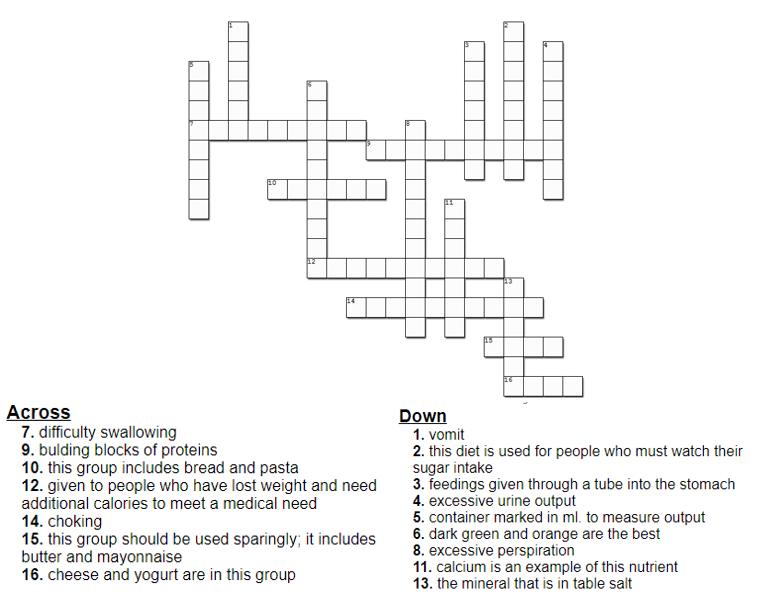 1
2
3
4
5
6
7
8
9
10
11
12
13
14
15
16
Across
7. difficulty swallowing
9. bulding blocks of proteins
10. this group includes bread and pasta
12. given to people who have lost weight and need
additional calories to meet a medical need
14. choking
15. this group should be used sparingly; it includes
butter and mayonnaise
16. cheese and yogurt are in this group
Down
1. vomit
2. this diet is used for people who must watch their
sugar intake
3. feedings given through a tube into the stomach
4. excessive urine output
5. container marked in ml. to measure output
6. dark green and orange are the best
8. excessive perspiration
11. calcium is an example of this nutrient
13. the mineral that is in table salt